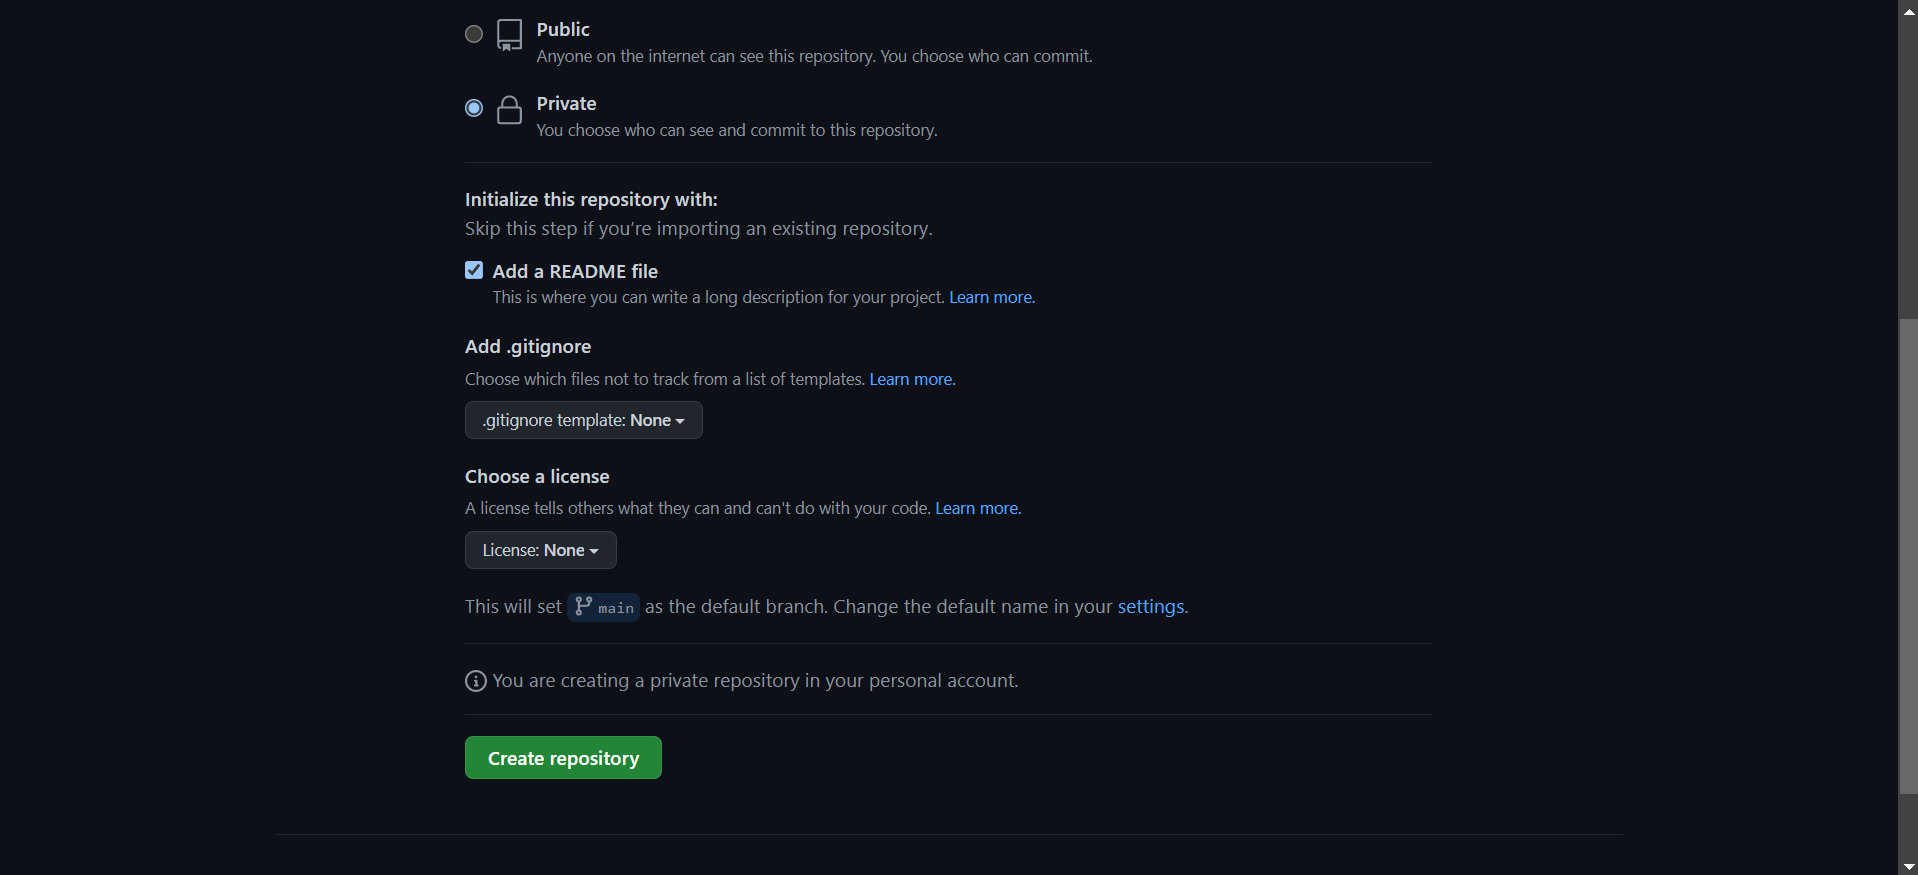 Public
Anyone on the internet can see this repository. You choose who can commit.
Private
You choose who can see and commit to this repository.
Initialize this repository with:
Skip this step if you’re importing an existing repository.
Add a README file
This is where you can write a long description for your project. Learn more.
Add .gitignore
Choose which files not to track from a list of templates. Learn more.
.gitignore template: None
Choose a license
A license tells others what they can and can't do with your code. Learn more.
License: None
This will set main as the default branch. Change the default name in your settings.
You are creating a private repository in your personal account.
Create repository